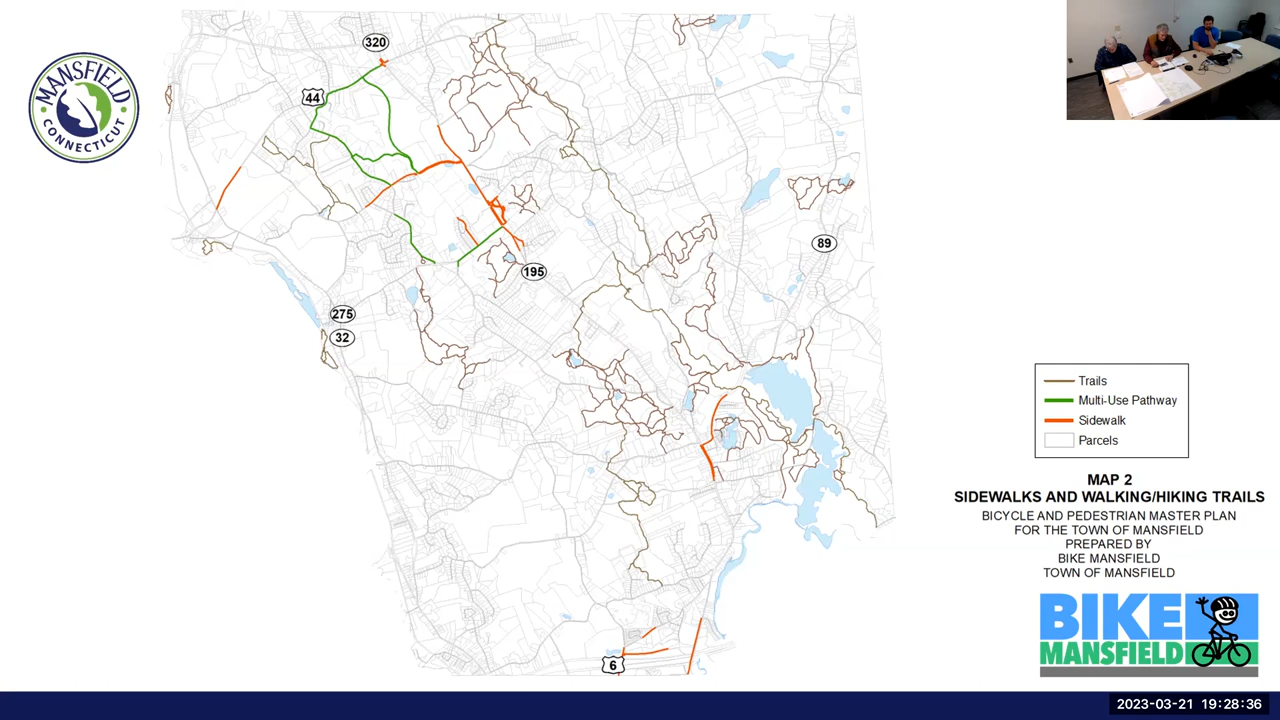 MANSFIELD
CONNECTICUT
320
44
195
89
275
32
6
Trails
Multi-Use Pathway
Sidewalk
Parcels
MAP 2
SIDEWALKS AND WALKING/HIKING TRAILS
BICYCLE AND PEDESTRIAN MASTER PLAN
FOR THE TOWN OF MANSFIELD
PREPARED BY
BIKE MANSFIELD
TOWN OF MANSFIELD
BIKE
MANSFIELD
2023-03-21 19:28:36